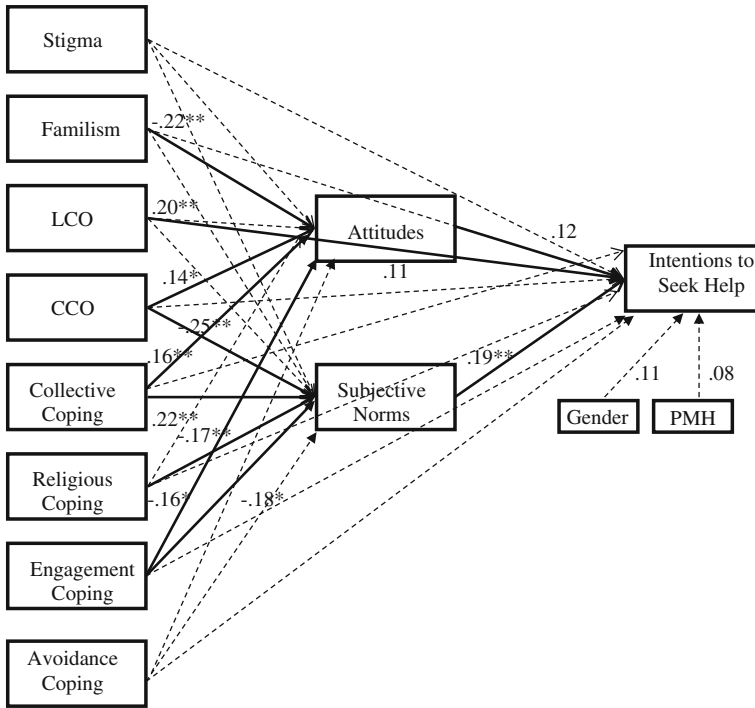 Stigma
Familism
-.22**
LCO
.20**
Attitudes
.12
.11
Intentions to
Seek Help
CCO
.14*
-.25**
.16**
Collective
Coping
.22**
Subjective
Norms
.19**
.11
.08
Gender
PMH
-.17**
Religious
Coping
-.16*
-.18*
Engagement
Coping
Avoidance
Coping